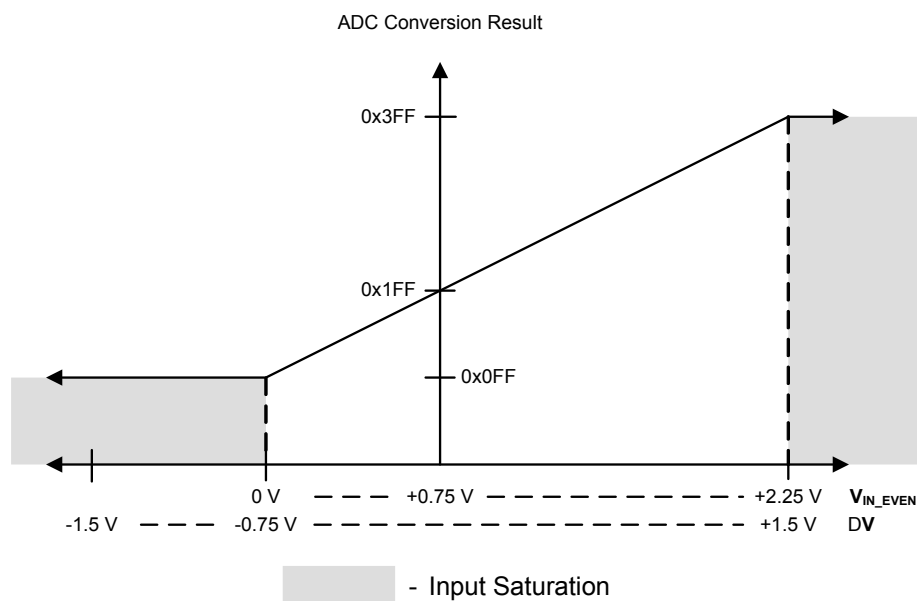 ADC Conversion Result
0x3FF
0x1FF
0x0FF
0 V +0.75 V +2.25 V VIN_EVEN
-1.5 V -0.75 V +1.5 V DV
- Input Saturation